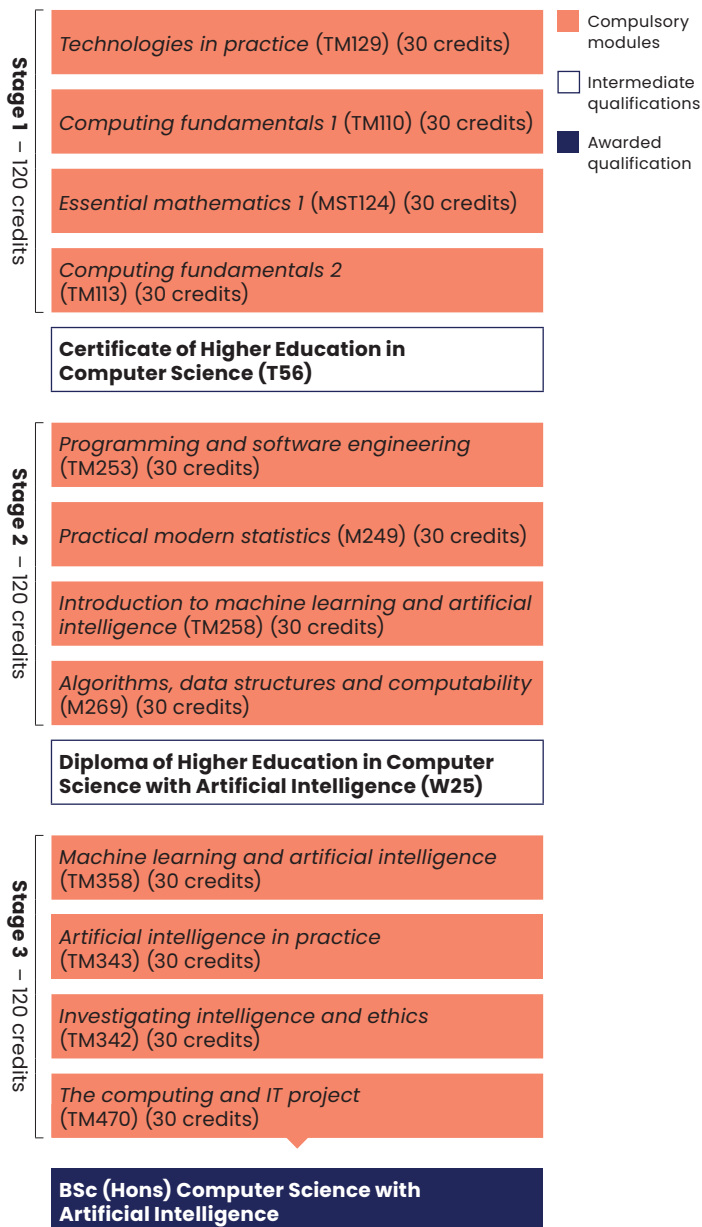 Stage 1 – 120 credits
Technologies in practice (TM129) (30 credits)
Computing fundamentals 1 (TM110) (30 credits)
Essential mathematics 1 (MST124) (30 credits)
Computing fundamentals 2
(TM113) (30 credits)
Compulsory
modules
Intermediate
qualifications
Awarded
qualification
Certificate of Higher Education in
Computer Science (T56)
Stage 2 – 120 credits
Programming and software engineering
(TM253) (30 credits)
Practical modern statistics (M249) (30 credits)
Introduction to machine learning and artificial
intelligence (TM258) (30 credits)
Algorithms, data structures and computability
(M269) (30 credits)
Diploma of Higher Education in Computer
Science with Artificial Intelligence (W25)
Stage 3 – 120 credits
Machine learning and artificial intelligence
(TM358) (30 credits)
Artificial intelligence in practice
(TM343) (30 credits)
Investigating intelligence and ethics
(TM342) (30 credits)
The computing and IT project
(TM470) (30 credits)
BSc (Hons) Computer Science with
Artificial Intelligence